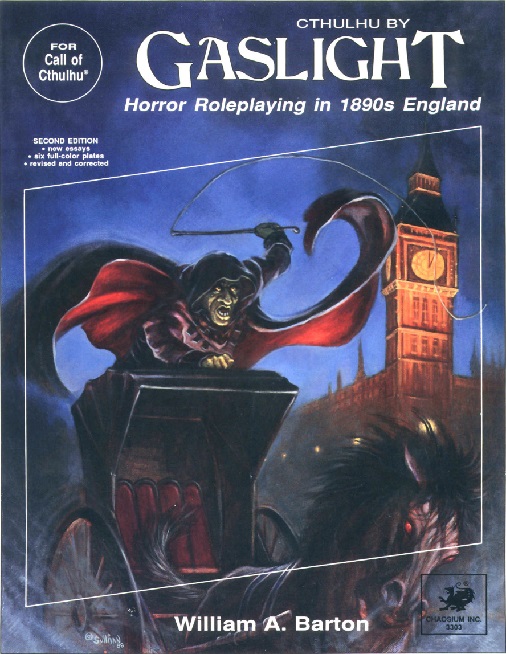 FOR
Call of
Cthulhu®
CTHULHU BY
GASLIGHT
Horror Roleplaying in 1890s England
SECOND EDITION
• new essays
• six full-color plates
• revised and corrected
William A. Barton
CHAOSIUM INC.
3303